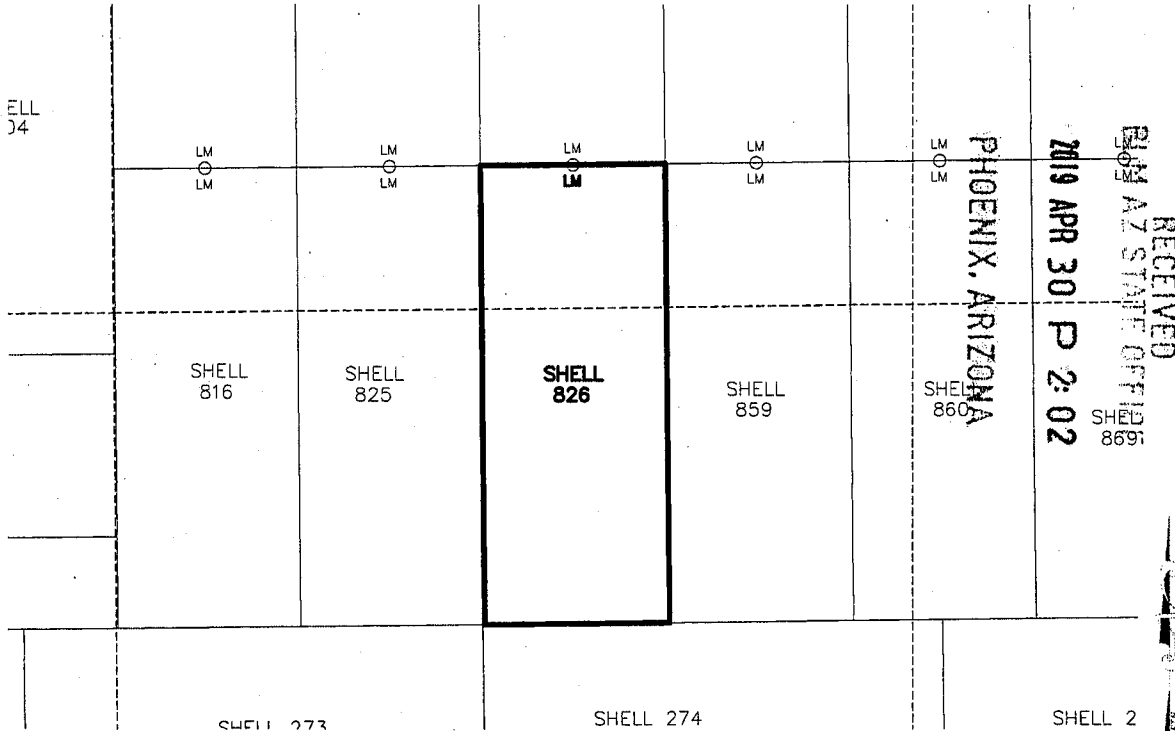 ELL
04
LM
LM
LM
LM
LM
LM
LM
LM
LM
LM
LM
LM
SHELL
816
SHELL
825
SHELL
826
SHELL
859
SHELL
860
SHELL
869
SHELL 273
SHELL 274
SHELL 2
RECEIVED
BLM AZ STATE OFFICE
2019 APR 30 P 2:02
PHOENIX, ARIZONA